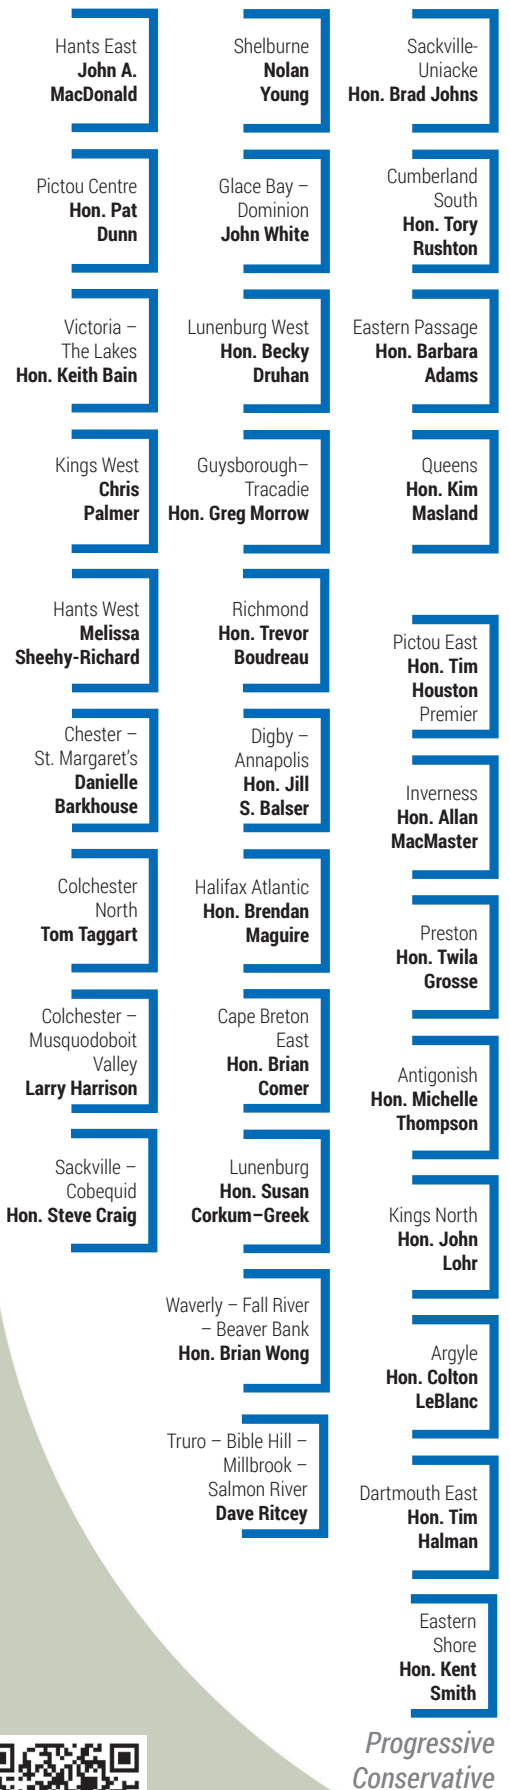 Hants East
John A.
MacDonald
Pictou Centre
Hon. Pat
Dunn
Victoria –
The Lakes
Hon. Keith Bain
Kings West
Chris
Palmer
Hants West
Melissa
Sheehy-Richard
Chester –
St. Margaret's
Danielle
Barkhouse
Colchester
North
Tom Taggart
Colchester –
Musquodoboit
Valley
Larry Harrison
Sackville –
Cobequid
Hon. Steve Craig
Shelburne
Nolan
Young
Glace Bay –
Dominion
John White
Lunenburg West
Hon. Becky
Druhan
Guysborough–
Tracadie
Hon. Greg Morrow
Richmond
Hon. Trevor
Boudreau
Digby –
Annapolis
Hon. Jill
S. Balser
Halifax Atlantic
Hon. Brendan
Maguire
Cape Breton
East
Hon. Brian
Comer
Lunenburg
Hon. Susan
Corkum–Greek
Waverly – Fall River
– Beaver Bank
Hon. Brian Wong
Truro – Bible Hill –
Millbrook –
Salmon River
Dave Ritcey
Sackville-
Uniacke
Hon. Brad Johns
Cumberland
South
Hon. Tory
Rushton
Eastern Passage
Hon. Barbara
Adams
Queens
Hon. Kim
Masland
Pictou East
Hon. Tim
Houston
Premier
Inverness
Hon. Allan
MacMaster
Preston
Hon. Twila
Grosse
Antigonish
Hon. Michelle
Thompson
Kings North
Hon. John
Lohr
Argyle
Hon. Colton
LeBlanc
Dartmouth East
Hon. Tim
Halman
Eastern
Shore
Hon. Kent
Smith
Progressive
Conservative